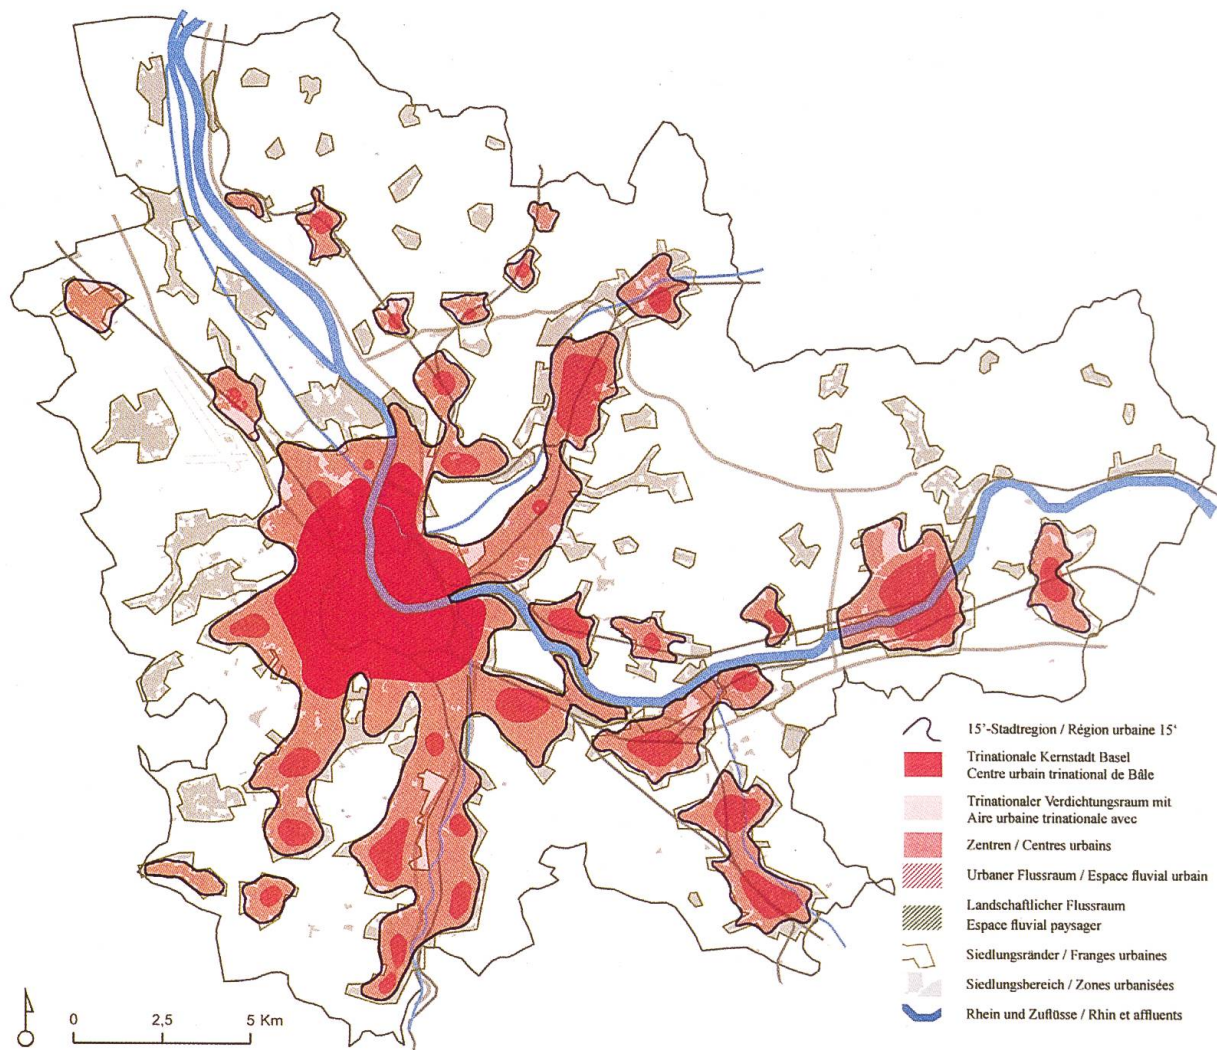 15'-Stadtregion / Région urbaine 15'
Trinationale Kernstadt Basel
Centre urbain trinational de Bâle
Trinationaler Verdichtungsraum mit
Aire urbaine trinationale avec
Zentren / Centres urbains
Urbaner Flussraum / Espace fluvial urbain
Landschaftlicher Flussraum
Espace fluvial paysager
Siedlungsränder / Franges urbaines
Siedlungsbereich / Zones urbanisées
Rhein und Zuflüsse / Rhin et affluents
0 2,5 5 Km